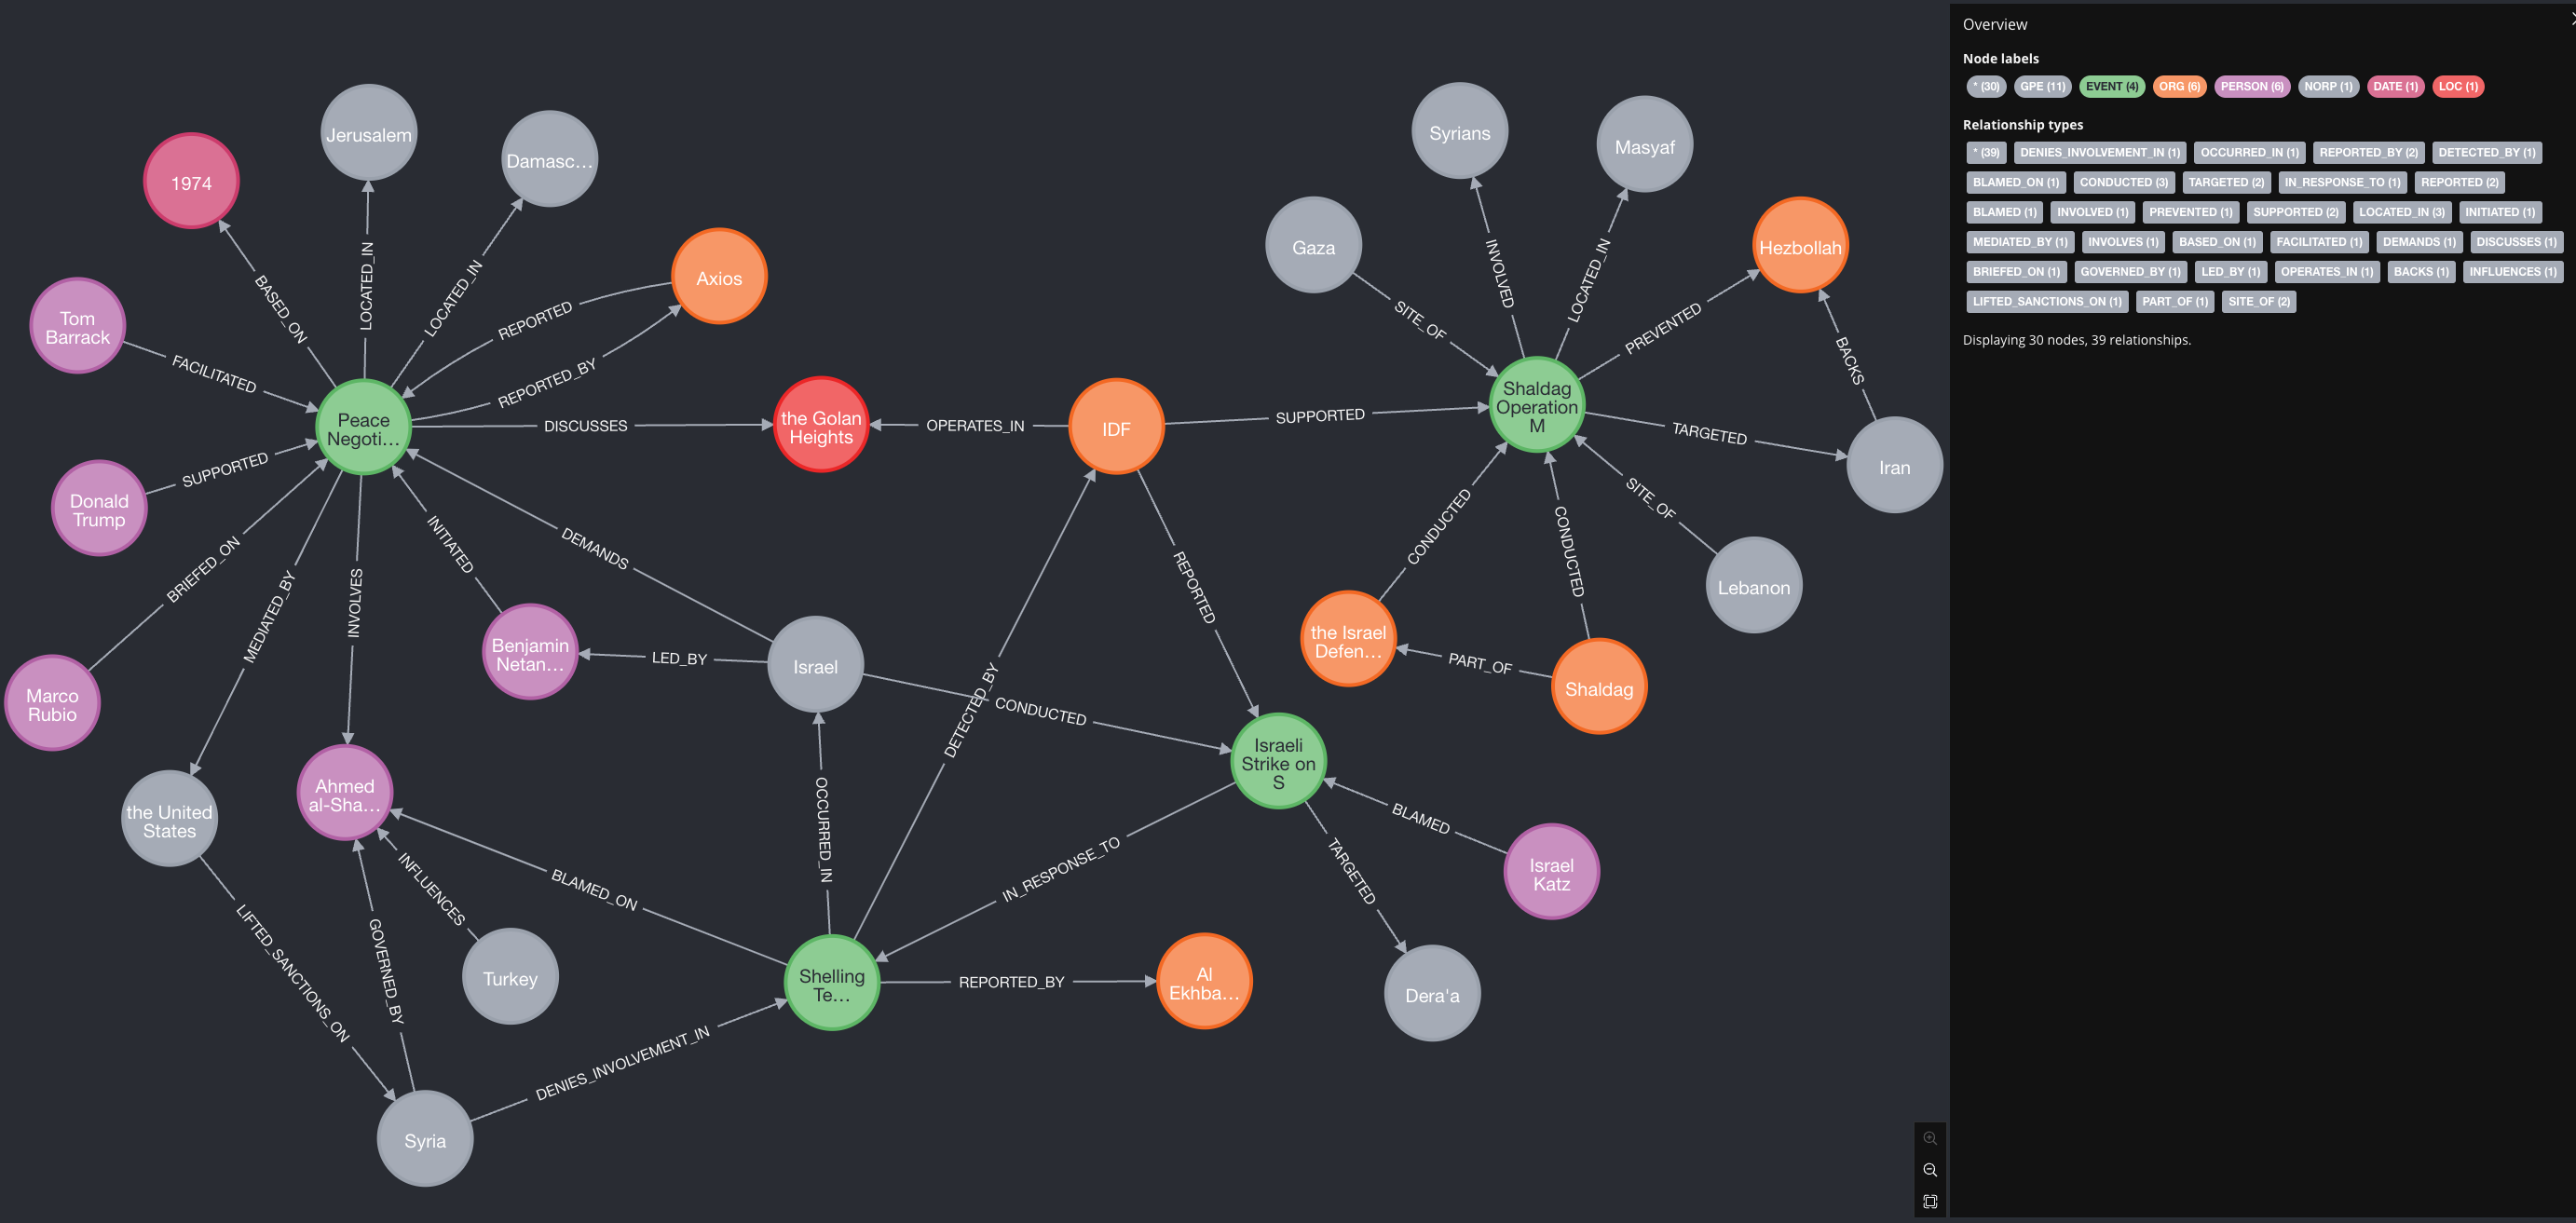 Jerusalem
Damasc...
1974
Axios
Tom
Barrack
Donald
Trump
Marco
Rubio
Peace
Negoti...
the Golan
Heights
IDF
Syrians
Masyaf
Gaza
Hezbollah
Shaldag
Operation
M
Iran
Lebanon
the Israel
Defen...
Shaldag
Benjamin
Netan...
Israel
Israeli
Strike on
S
the United
States
Ahmed
al-Sha...
Israel
Katz
Turkey
Shelling
Te...
Al
Ekhba...
Dera'a
Syria
BASED_ON
LOCATED_IN
LOCATED_IN
REPORTED
REPORTED_BY
FACILITATED
SUPPORTED
BRIEFED_ON
MEDIATED_BY
INVOLVES
INITIATED
DEMANDS
DISCUSSES
OPERATES_IN
SUPPORTED
SITE_OF
INVOLVED
LOCATED_IN
PREVENTED
BACKS
TARGETED
SITE_OF
CONDUCTED
CONDUCTED
PART_OF
REPORTED
LED_BY
CONDUCTED
DETECTED_BY
OCCURRED_IN
BLAMED_ON
IN_RESPONSE_TO
BLAMED
TARGETED
REPORTED_BY
INFLUENCES
GOVERNED_BY
LIFTED_SANCTIONS_ON
DENIES_INVOLVEMENT_IN
Overview
Node labels
* (30) GPE (11) EVENT (4) ORG (6) PERSON (6) NORP (1) DATE (1) LOC (1)
Relationship types
* (39) DENIES_INVOLVEMENT_IN (1) OCCURRED_IN (1) REPORTED_BY (2) DETECTED_BY (1)
BLAMED_ON (1) CONDUCTED (3) TARGETED (2) IN_RESPONSE_TO (1) REPORTED (2)
BLAMED (1) INVOLVED (1) PREVENTED (1) SUPPORTED (2) LOCATED_IN (3) INITIATED (1)
MEDIATED_BY (1) INVOLVES (1) BASED_ON (1) FACILITATED (1) DEMANDS (1) DISCUSSES (1)
BRIEFED_ON (1) GOVERNED_BY (1) LED_BY (1) OPERATES_IN (1) BACKS (1) INFLUENCES (1)
LIFTED_SANCTIONS_ON (1) PART_OF (1) SITE_OF (2)
Displaying 30 nodes, 39 relationships.